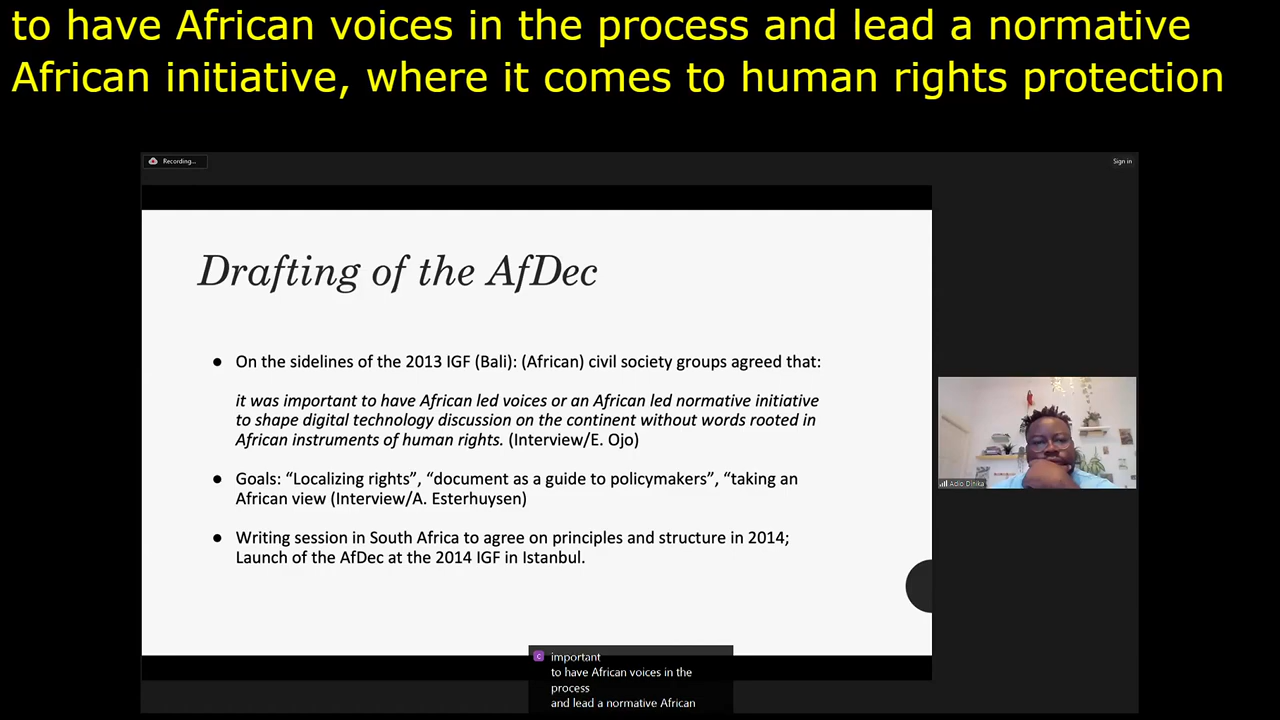 to have African voices in the process and lead a normative
African initiative, where it comes to human rights protection
Recording...
Sign in
Drafting of the AfDec
● On the sidelines of the 2013 IGF (Bali): (African) civil society groups agreed that:
it was important to have African led voices or an African led normative initiative
to shape digital technology discussion on the continent without words rooted in
African instruments of human rights. (Interview/E. Ojo)
● Goals: “Localizing rights”, “document as a guide to policymakers”, “taking an
African view (Interview/A. Esterhuysen)
● Writing session in South Africa to agree on principles and structure in 2014;
Launch of the AfDec at the 2014 IGF in Istanbul.
Adio Dinika
C important
to have African voices in the
process
and lead a normative African